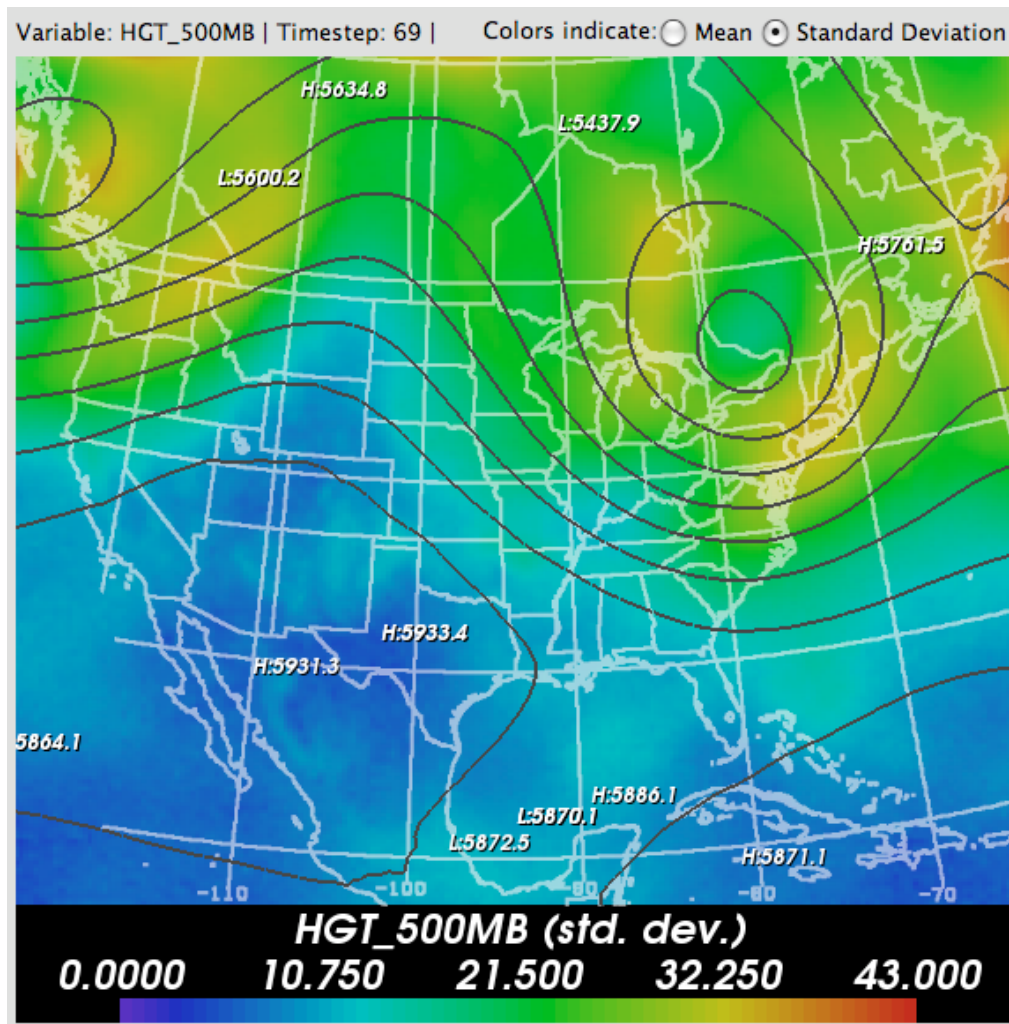 Variable: HGT_500MB | Timestep: 69 | Colors indicate: Mean Standard Deviation
H:5634.8
L:5437.9
L:5600.2
H:5761.5
H:5933.4
H:5931.3
5864.1
H:5886.1
L:5870.1
L:5872.5
H:5871.1
-110 -100 -90 -80 -70
HGT_500MB (std. dev.)
0.0000 10.750 21.500 32.250 43.000